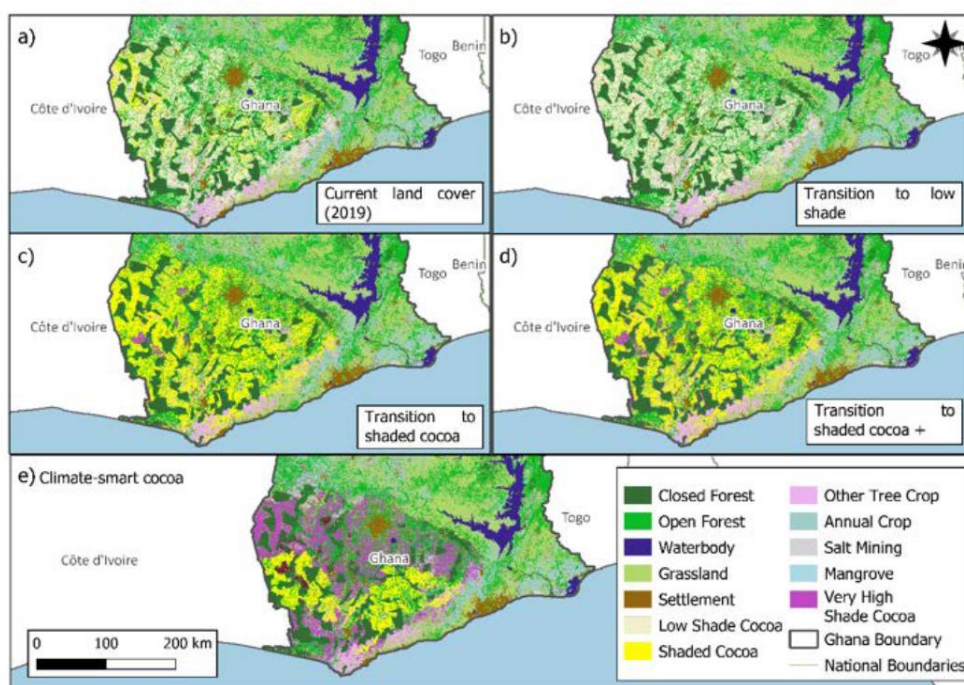 a)
Togo
Benin
Côte d'Ivoire
Ghana
Current land cover
(2019)
b)
Togo
Benin
Côte d'Ivoire
Ghana
Transition to low
shade
c)
Togo
Benin
Côte d'Ivoire
Ghana
Transition to
shaded cocoa
d)
Togo
Benin
Côte d'Ivoire
Ghana
Transition to
shaded cocoa +
e) Climate-smart cocoa
Togo
Côte d'Ivoire
Ghana
0 100 200 km
Closed Forest
Open Forest
Waterbody
Grassland
Settlement
Low Shade Cocoa
Shaded Cocoa
Other Tree Crop
Annual Crop
Salt Mining
Mangrove
Very High
Shade Cocoa
Ghana Boundary
National Boundaries